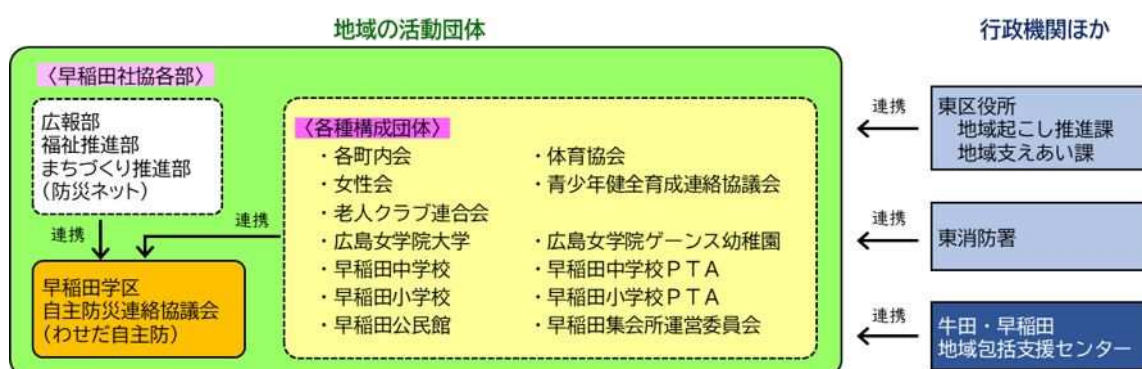 地域の活動団体
行政機関ほか
〈早稲田社協各部〉
広報部
福祉推進部
まちづくり推進部
(防災ネット)
連携
早稲田学区
自主防災連絡協議会
(わせだ自主防)
連携
〈各種構成団体〉
・各町内会 ・体育協会
・女性会 ・青少年健全育成連絡協議会
・老人クラブ連合会
・広島女学院大学 ・広島女学院ゲーンス幼稚園
・早稲田中学校 ・早稲田中学校PTA
・早稲田小学校 ・早稲田小学校PTA
・早稲田公民館 ・早稲田集会所運営委員会
連携
東区役所
地域起こし推進課
地域支えあい課
連携
東消防署
連携
牛田・早稲田
地域包括支援センター